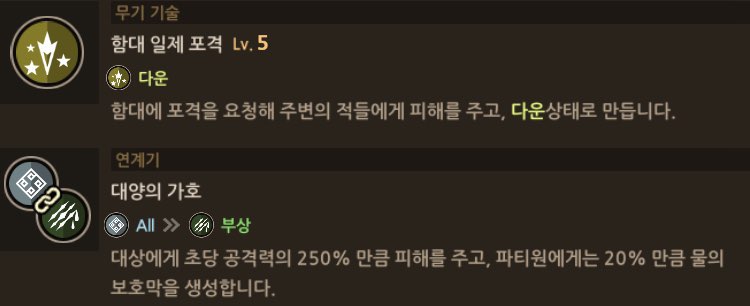 무기 기술
함대 일제 포격 Lv. 5
다운
함대에 포격을 요청해 주변의 적들에게 피해를 주고, 다운상태로 만듭니다.
연계기
대양의 가호
All >> 부상
대상에게 초당 공격력의 250% 만큼 피해를 주고, 파티원에게는 20% 만큼 물의
보호막을 생성합니다.